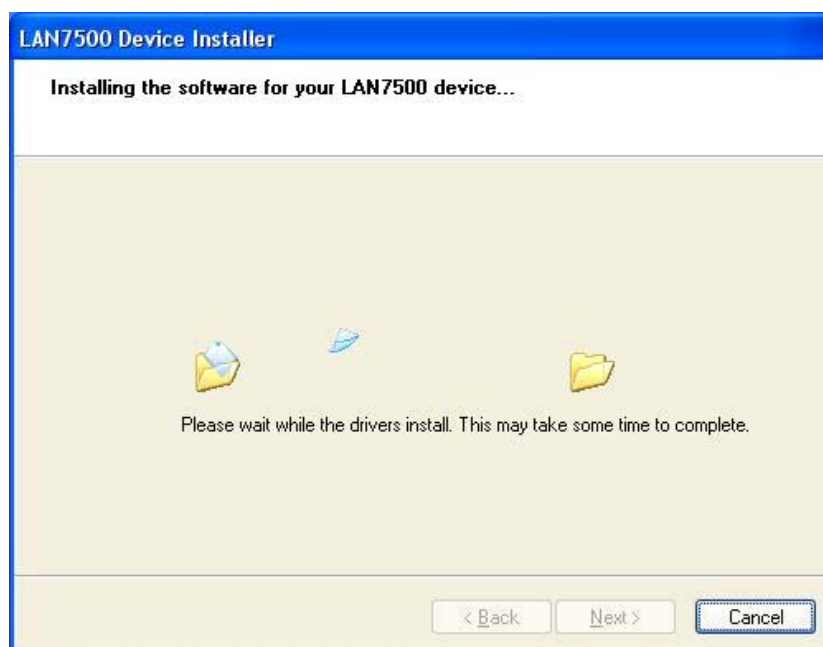 LAN7500 Device Installer
Installing the software for your LAN7500 device...
Please wait while the drivers install. This may take some time to complete.
< Back
Next >
Cancel